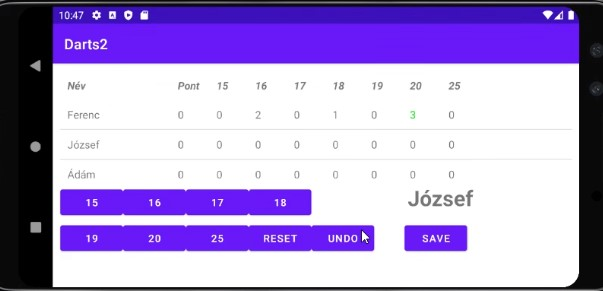 10:47
Darts2
Név Pont 15 16 17 18 19 20 25
Ferenc 0 0 2 0 1 0 3 0
József 0 0 0 0 0 0 0 0
Ádám 0 0 0 0 0 0 0 0
15 16 17 18 József
19 20 25 RESET UNDO SAVE